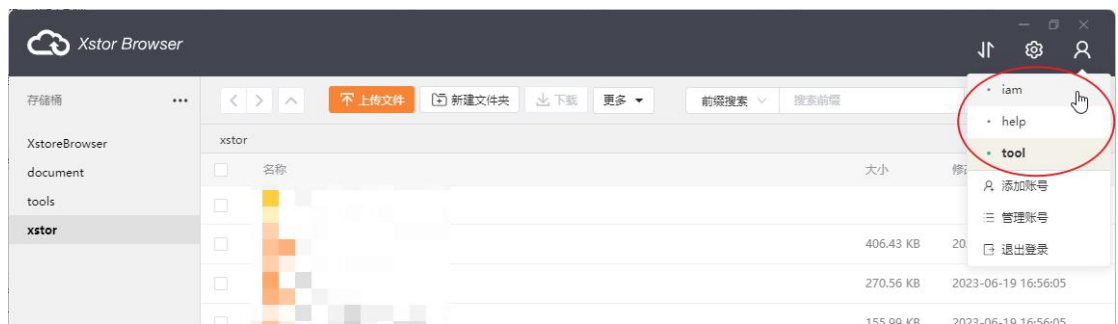 Xstor Browser
存储桶
•••
XstoreBrowser
document
tools
xstor
上传文件
新建文件夹
下载
更多
前缀搜索
搜索前缀
xstor
名称
大小
406.43 KB
20
270.56 KB
2023-06-19 16:56:05
155.99 KB
2023-06-19 16:56:05
iam
help
tool
添加账号
管理账号
退出登录